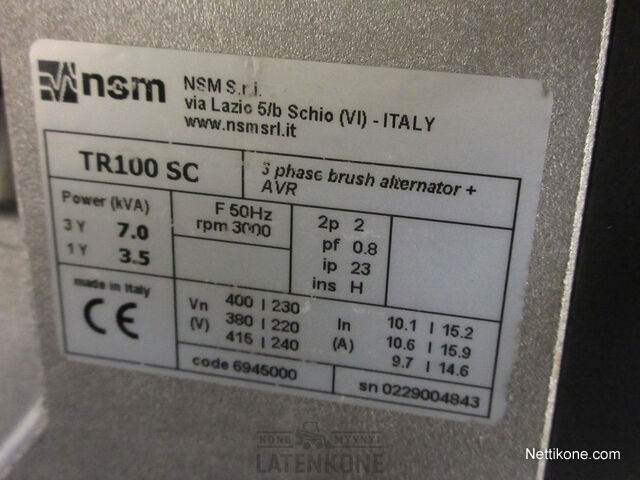 nsm
NSM S.r.i.
via Lazio 5/b Schio (VI) - ITALY
www.nsmsrl.it
TR100 SC
3 phase brush alternator +
AVR
Power (kVA)
3 Y 7.0
1 Y 3.5
F 50Hz
rpm 3000
2p 2
pf 0.8
ip 23
ins H
made in Italy
CE
Vn 400 | 230
(V) 380 | 220
415 | 240
In 10.1 | 15.2
(A) 10.6 | 15.9
9.7 | 14.6
code 6945000
sn 0229004843
KONE MYYNTI
LATENKONE
Nettikone.com